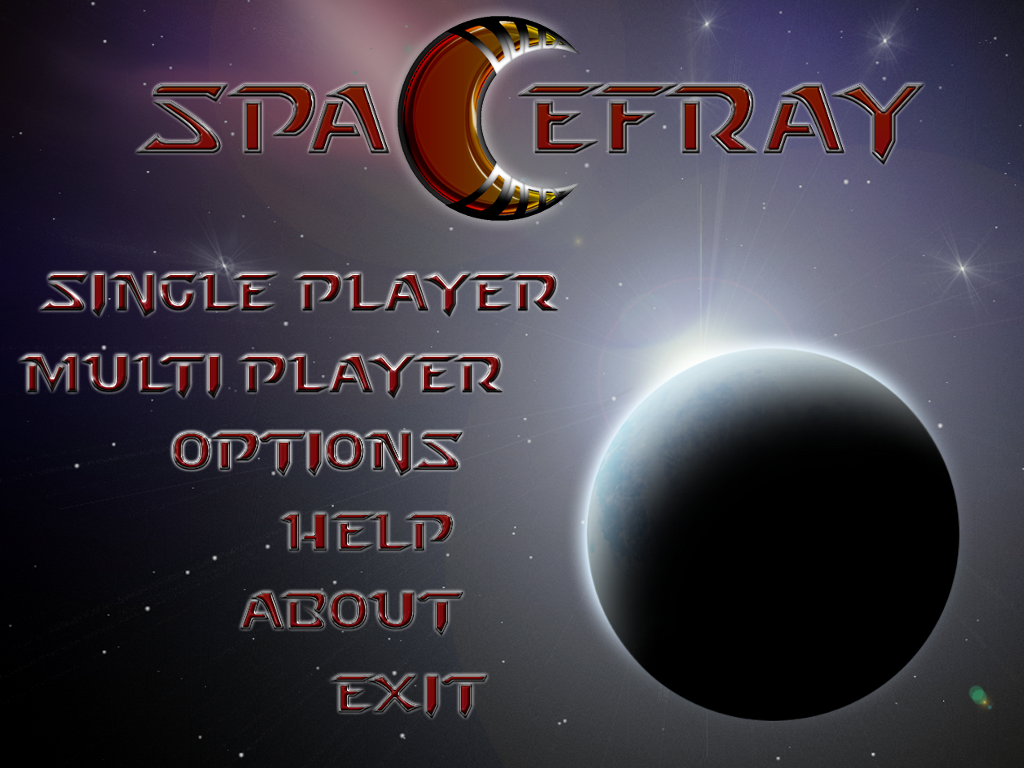 SPACEFRAY
SINGLE PLAYER
MULTI PLAYER
OPTIONS
HELP
ABOUT
EXIT